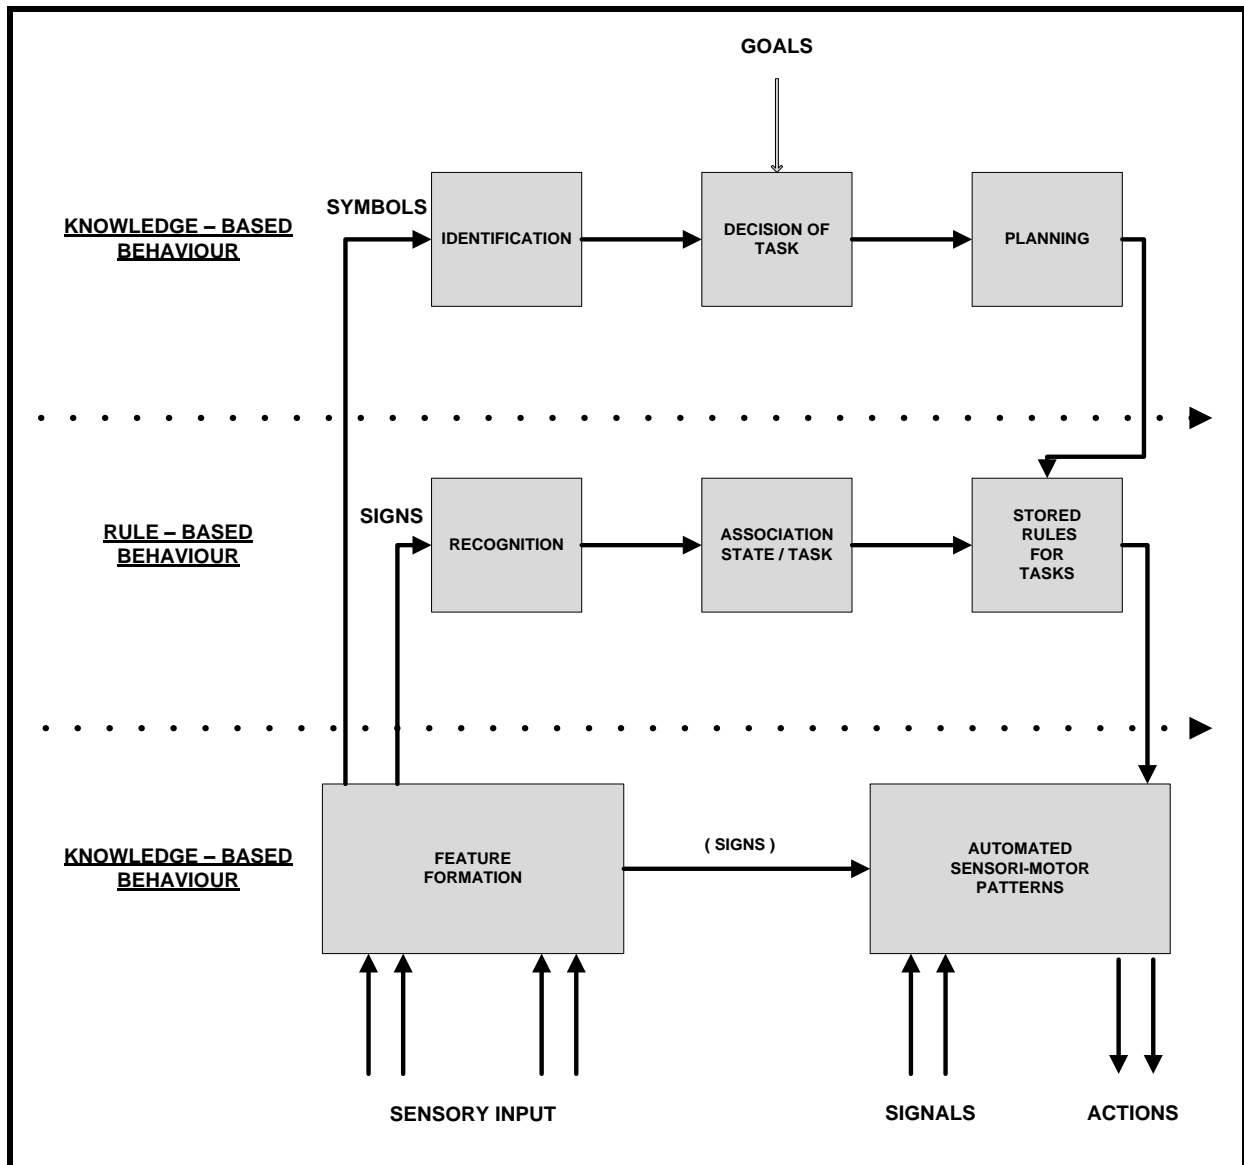 GOALS
KNOWLEDGE – BASED
BEHAVIOUR
SYMBOLS
IDENTIFICATION
DECISION OF
TASK
PLANNING
RULE – BASED
BEHAVIOUR
SIGNS
RECOGNITION
ASSOCIATION
STATE / TASK
STORED
RULES
FOR
TASKS
KNOWLEDGE – BASED
BEHAVIOUR
FEATURE
FORMATION
( SIGNS )
AUTOMATED
SENSORI-MOTOR
PATTERNS
SENSORY INPUT
SIGNALS
ACTIONS